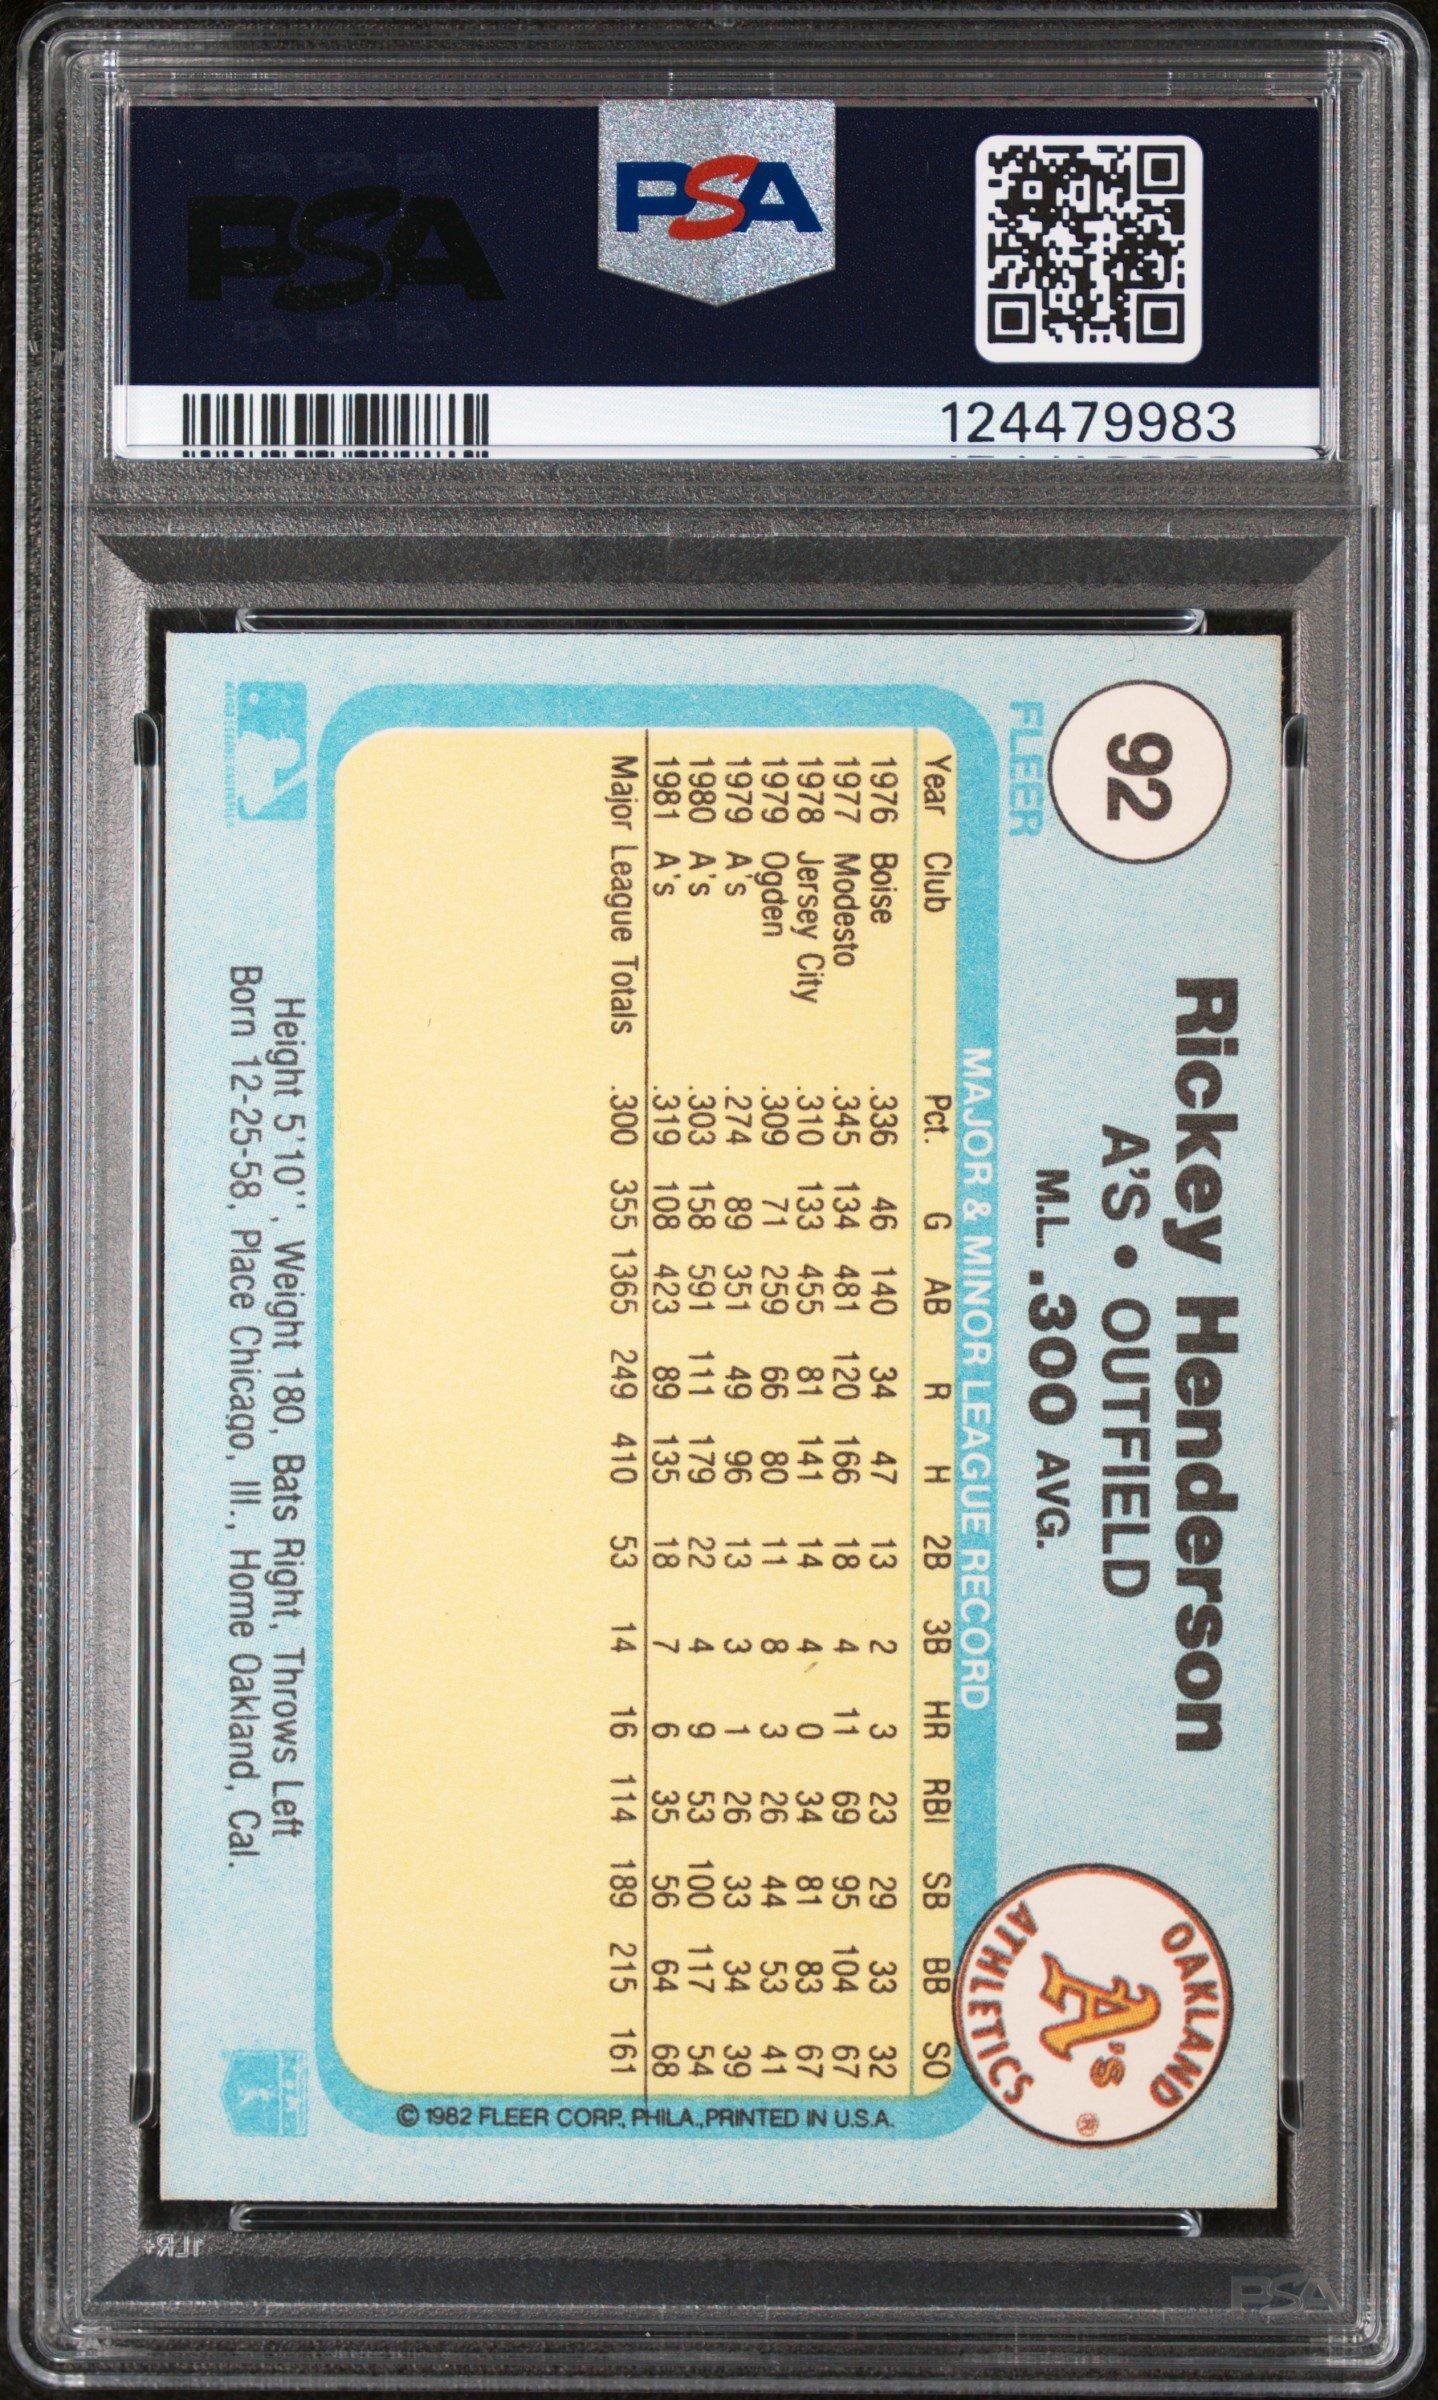 PSA
PSA PSA PSA
PSA
PSA PSA PSA
124479983
92
Rickey Henderson
A'S • OUTFIELD
M.L. .300 AVG.
FLEER
OAKLAND
A's
ATHLETICS
MAJOR & MINOR LEAGUE RECORD
Year Club Pct. G AB R H 2B 3B HR RBI SB BB SO
1976 Boise .336 46 140 34 47 13 2 3 23 29 33 32
1977 Modesto .345 134 481 120 166 18 4 11 69 95 104 67
1978 Jersey City .310 133 455 81 141 14 4 0 34 81 83 67
1979 Ogden .309 71 259 66 80 11 8 3 26 44 53 41
1979 A's .274 89 351 49 96 13 3 1 26 33 34 39
1980 A's .303 158 591 111 179 22 4 9 53 100 117 54
1981 A's .319 108 423 89 135 18 7 6 35 56 64 68
Major League Totals .300 355 1365 249 410 53 14 16 114 189 215 161
© 1982 FLEER CORP., PHILA., PRINTED IN U.S.A.
Height 5'10'', Weight 180, Bats Right, Throws Left
Born 12-25-58, Place Chicago, Ill., Home Oakland, Cal.
PSA